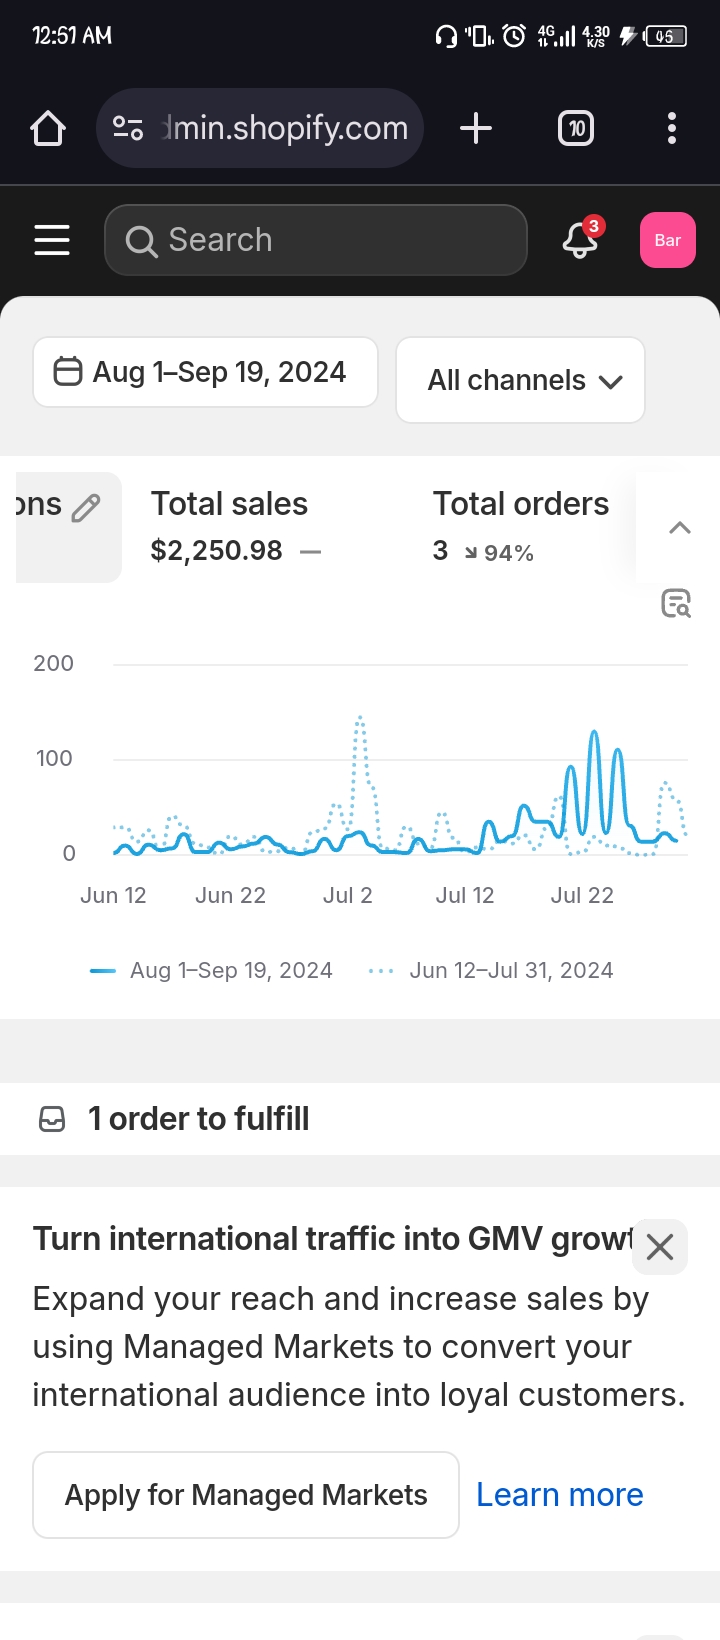 12:51 AM 4G 4.30 K/S 46
dmin.shopify.com 10
Search 3 Bar
Aug 1–Sep 19, 2024 All channels
ons Total sales Total orders
$2,250.98 — 3 ↘ 94%
200
100
0
Jun 12 Jun 22 Jul 2 Jul 12 Jul 22
Aug 1–Sep 19, 2024 Jun 12–Jul 31, 2024
1 order to fulfill
Turn international traffic into GMV growt
Expand your reach and increase sales by
using Managed Markets to convert your
international audience into loyal customers.
Apply for Managed Markets Learn more